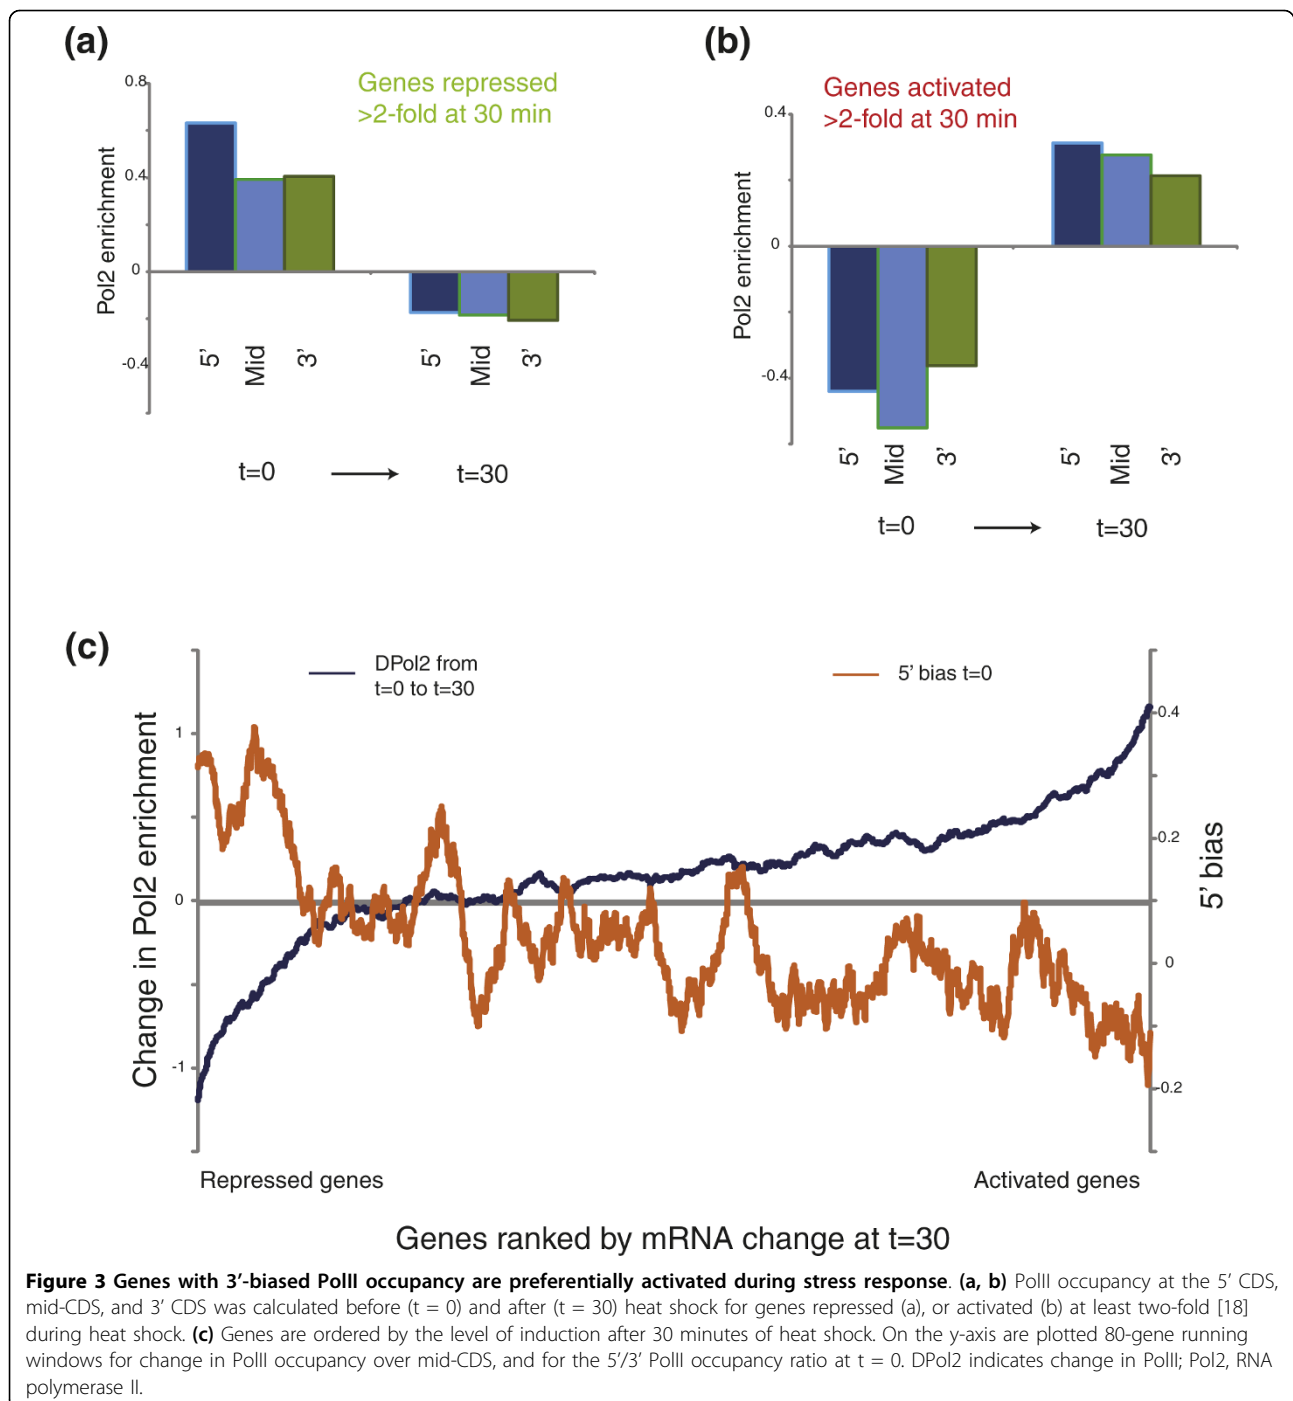 (a)
Genes repressed
>2-fold at 30 min
Pol2 enrichment
0.8
0.4
0
-0.4
5’
Mid
3’
5’
Mid
3’
t=0
t=30
(b)
Genes activated
>2-fold at 30 min
Pol2 enrichment
0.4
0
-0.4
5’
Mid
3’
5’
Mid
3’
t=0
t=30
(c)
DPol2 from
t=0 to t=30
5’ bias t=0
Change in Pol2 enrichment
1
0
-1
0.4
0.2
0
-0.2
5’ bias
Repressed genes
Activated genes
Genes ranked by mRNA change at t=30
Figure 3 Genes with 3′-biased PolII occupancy are preferentially activated during stress response. (a, b) PolII occupancy at the 5′ CDS,
mid-CDS, and 3′ CDS was calculated before (t = 0) and after (t = 30) heat shock for genes repressed (a), or activated (b) at least two-fold [18]
during heat shock. (c) Genes are ordered by the level of induction after 30 minutes of heat shock. On the y-axis are plotted 80-gene running
windows for change in PolII occupancy over mid-CDS, and for the 5′/3′ PolII occupancy ratio at t = 0. DPol2 indicates change in PolII; Pol2, RNA
polymerase II.